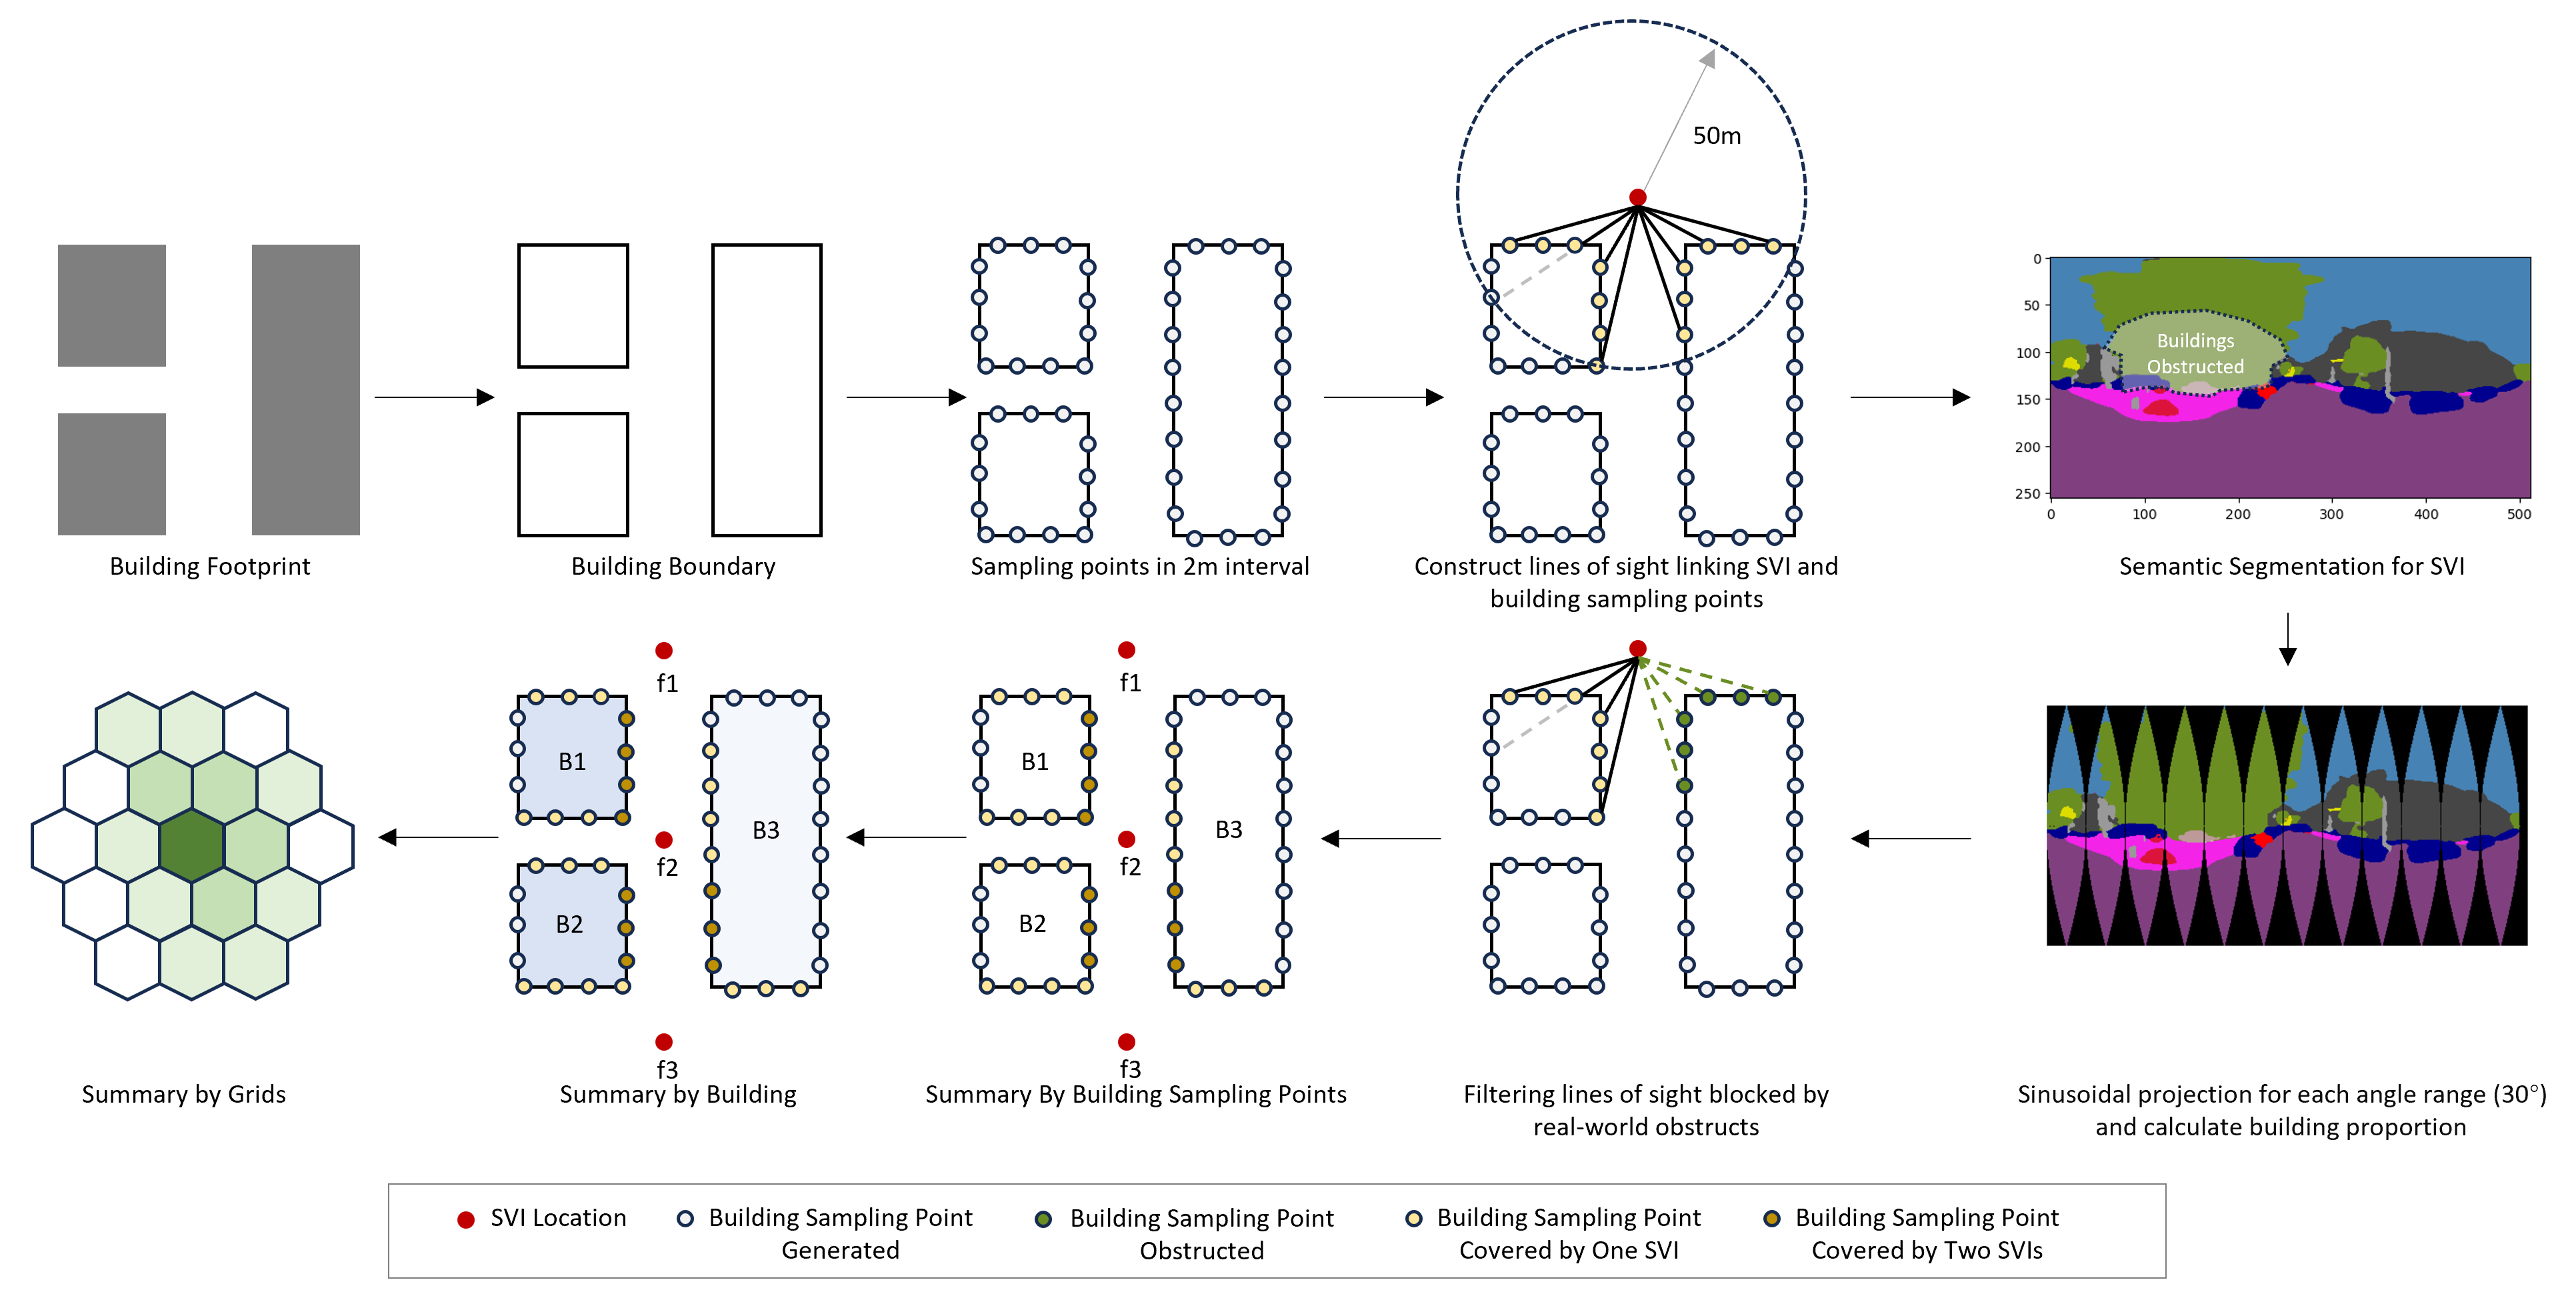 50m
0
50
100
150
200
250
0
100
200
300
400
500
Buildings
Obstructed
Building Footprint
Building Boundary
Sampling points in 2m interval
Construct lines of sight linking SVI and
building sampling points
Semantic Segmentation for SVI
f1
B1
B3
f2
B2
f3
f1
B1
B3
f2
B2
f3
Summary by Grids
Summary by Building
Summary By Building Sampling Points
Filtering lines of sight blocked by
real-world obstructs
Sinusoidal projection for each angle range (30°)
and calculate building proportion
SVI Location
Building Sampling Point
Generated
Building Sampling Point
Obstructed
Building Sampling Point
Covered by One SVI
Building Sampling Point
Covered by Two SVIs